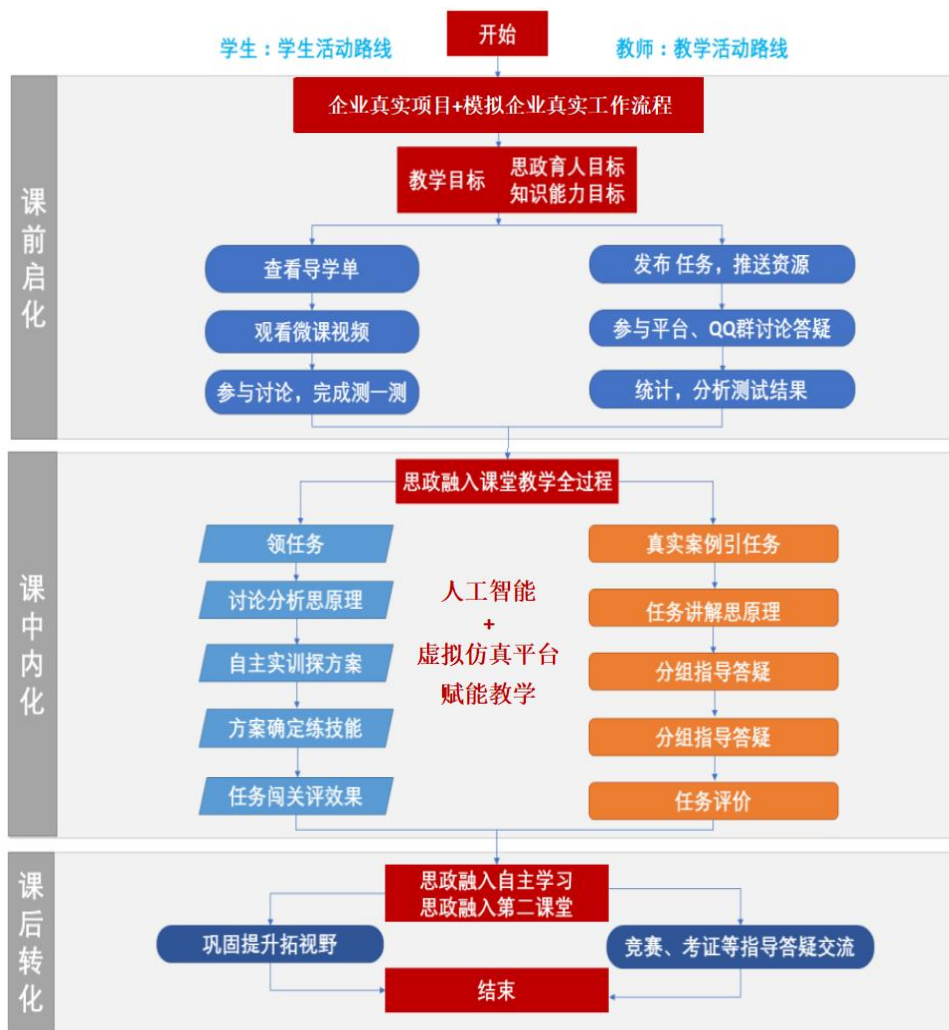 开始
学生：学生活动路线
教师：教学活动路线
课前启化
企业真实项目+模拟企业真实工作流程
教学目标
思政育人目标
知识能力目标
查看导学单
发布 任务，推送资源
观看微课视频
参与平台、QQ群讨论答疑
参与讨论，完成测一测
统计，分析测试结果
课中内化
思政融入课堂教学全过程
领任务
真实案例引任务
讨论分析思原理
任务讲解思原理
人工智能
+
虚拟仿真平台
赋能教学
自主实训探方案
分组指导答疑
方案确定练技能
分组指导答疑
任务闯关评效果
任务评价
课后转化
思政融入自主学习
思政融入第二课堂
巩固提升拓视野
竞赛、考证等指导答疑交流
结束